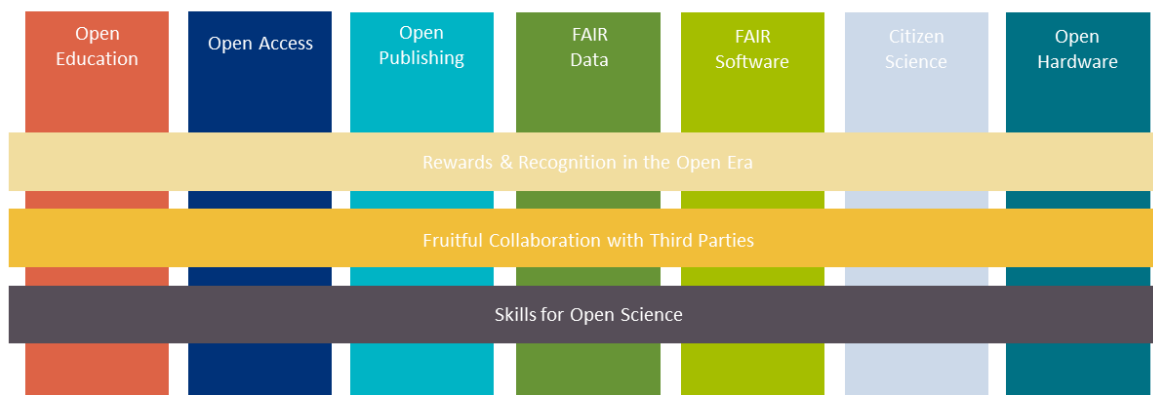 Open
Education
Open Access
Open
Publishing
FAIR
Data
FAIR
Software
Citizen
Science
Open
Hardware
Rewards & Recognition in the Open Era
Fruitful Collaboration with Third Parties
Skills for Open Science